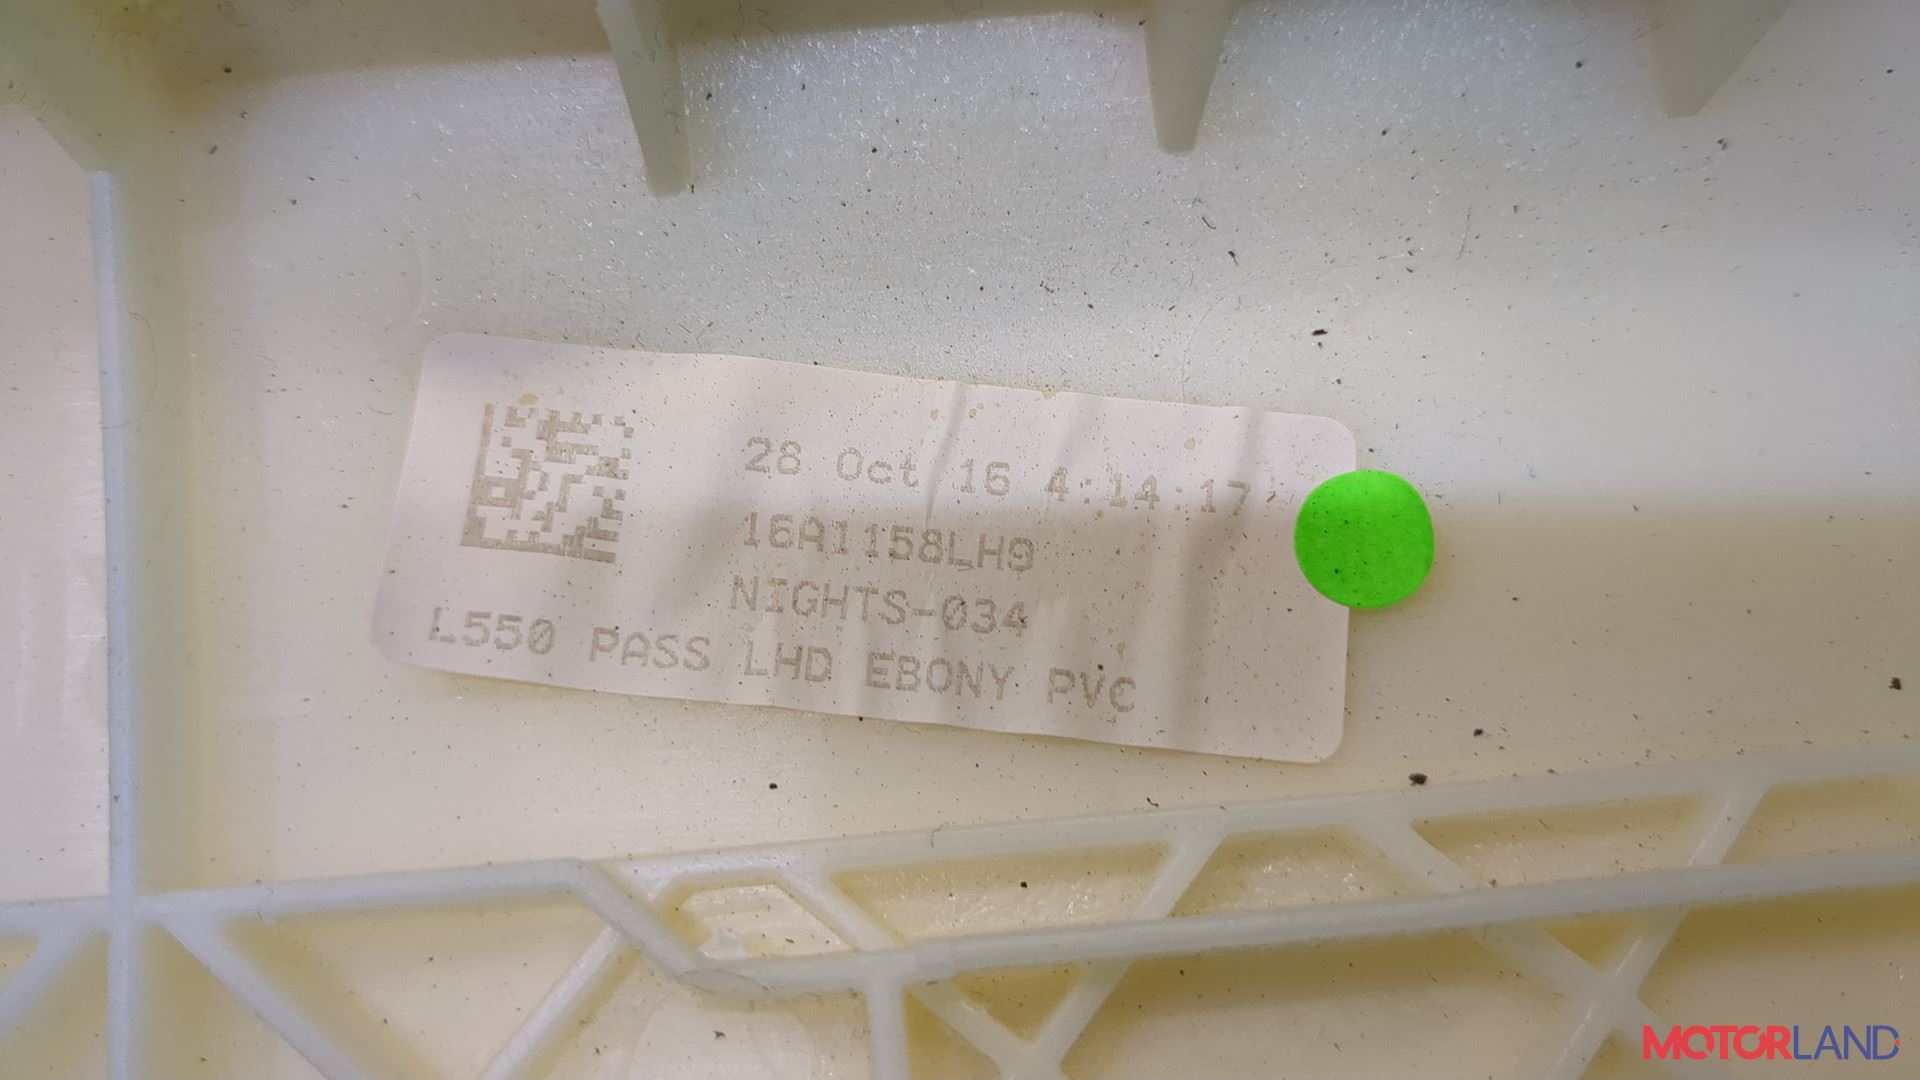 28 Oct 16 4:14:17
16A1158LH9
NIGHTS-034
L550 PASS LHD EBONY PVC
MOTORLAND